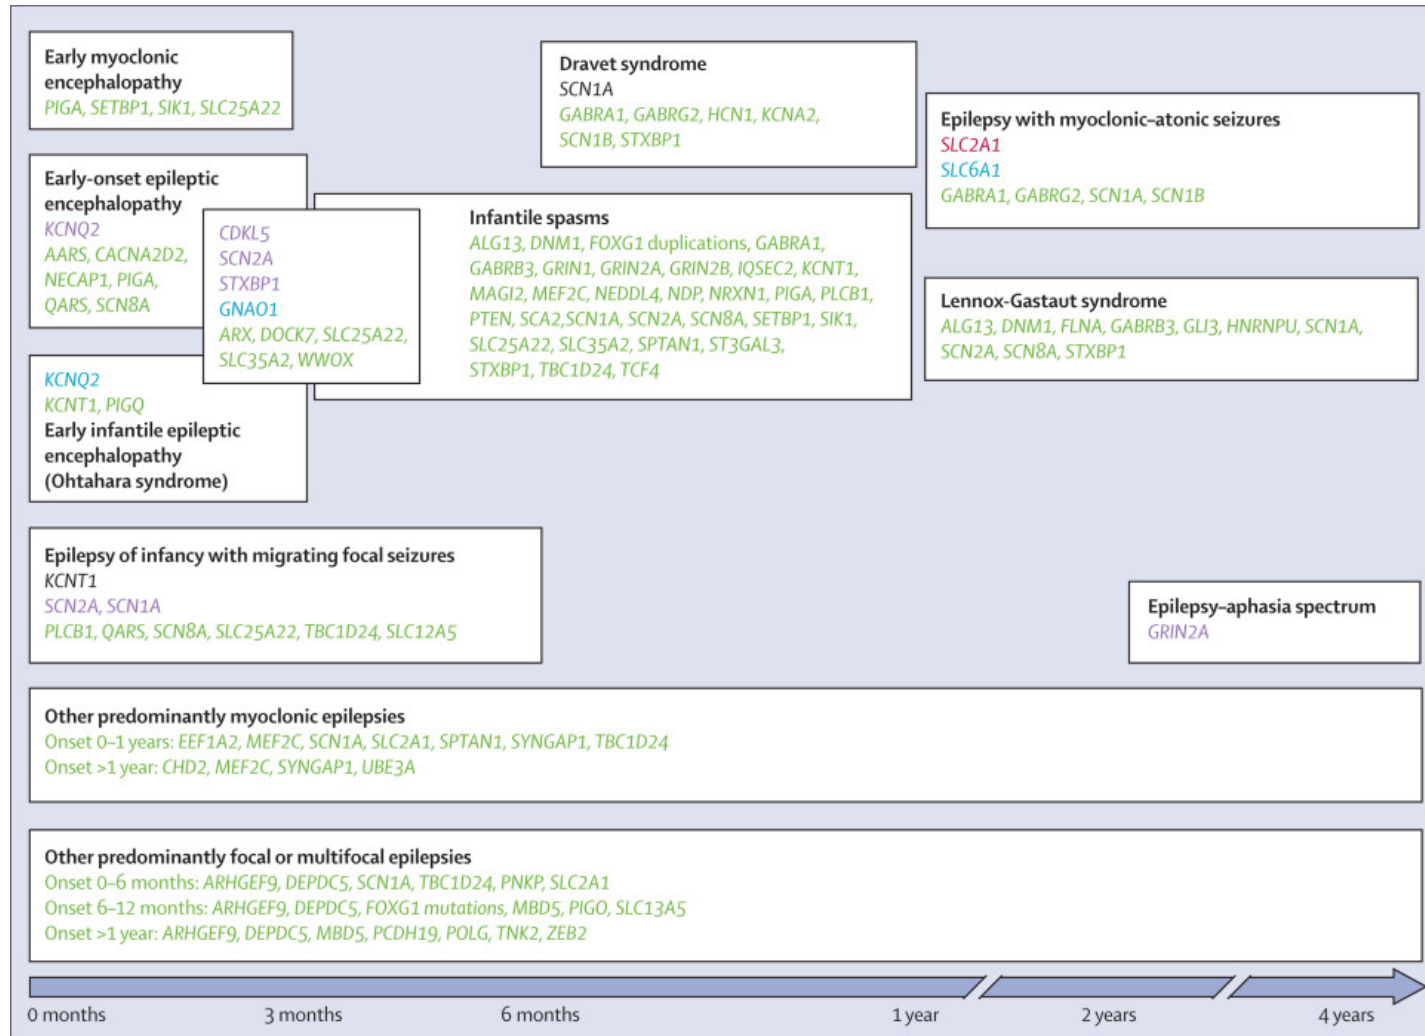 Early myoclonic
encephalopathy
PIGA, SETBP1, SIK1, SLC25A22
Early-onset epileptic
encephalopathy
KCNQ2
AARS, CACNA2D2,
NECAP1, PIGA,
QARS, SCN8A
CDKL5
SCN2A
STXBP1
GNAO1
ARX, DOCK7, SLC25A22,
SLC35A2, WWOX
KCNQ2
KCNT1, PIGQ
Early infantile epileptic
encephalopathy
(Ohtahara syndrome)
Dravet syndrome
SCN1A
GABRA1, GABRG2, HCN1, KCNA2,
SCN1B, STXBP1
Infantile spasms
ALG13, DNM1, FOXG1 duplications, GABRA1,
GABRB3, GRIN1, GRIN2A, GRIN2B, IQSEC2, KCNT1,
MAGI2, MEF2C, NEDDL4, NDP, NRXN1, PIGA, PLCB1,
PTEN, SCA2,SCN1A, SCN2A, SCN8A, SETBP1, SIK1,
SLC25A22, SLC35A2, SPTAN1, ST3GAL3,
STXBP1, TBC1D24, TCF4
Epilepsy with myoclonic–atonic seizures
SLC2A1
SLC6A1
GABRA1, GABRG2, SCN1A, SCN1B
Lennox-Gastaut syndrome
ALG13, DNM1, FLNA, GABRB3, GLI3, HNRNPU, SCN1A,
SCN2A, SCN8A, STXBP1
Epilepsy of infancy with migrating focal seizures
KCNT1
SCN2A, SCN1A
PLCB1, QARS, SCN8A, SLC25A22, TBC1D24, SLC12A5
Epilepsy–aphasia spectrum
GRIN2A
Other predominantly myoclonic epilepsies
Onset 0–1 years: EEF1A2, MEF2C, SCN1A, SLC2A1, SPTAN1, SYNGAP1, TBC1D24
Onset >1 year: CHD2, MEF2C, SYNGAP1, UBE3A
Other predominantly focal or multifocal epilepsies
Onset 0–6 months: ARHGEF9, DEPDC5, SCN1A, TBC1D24, PNKP, SLC2A1
Onset 6–12 months: ARHGEF9, DEPDC5, FOXG1 mutations, MBD5, PIGO, SLC13A5
Onset >1 year: ARHGEF9, DEPDC5, MBD5, PCDH19, POLG, TNK2, ZEB2
0 months
3 months
6 months
1 year
2 years
4 years